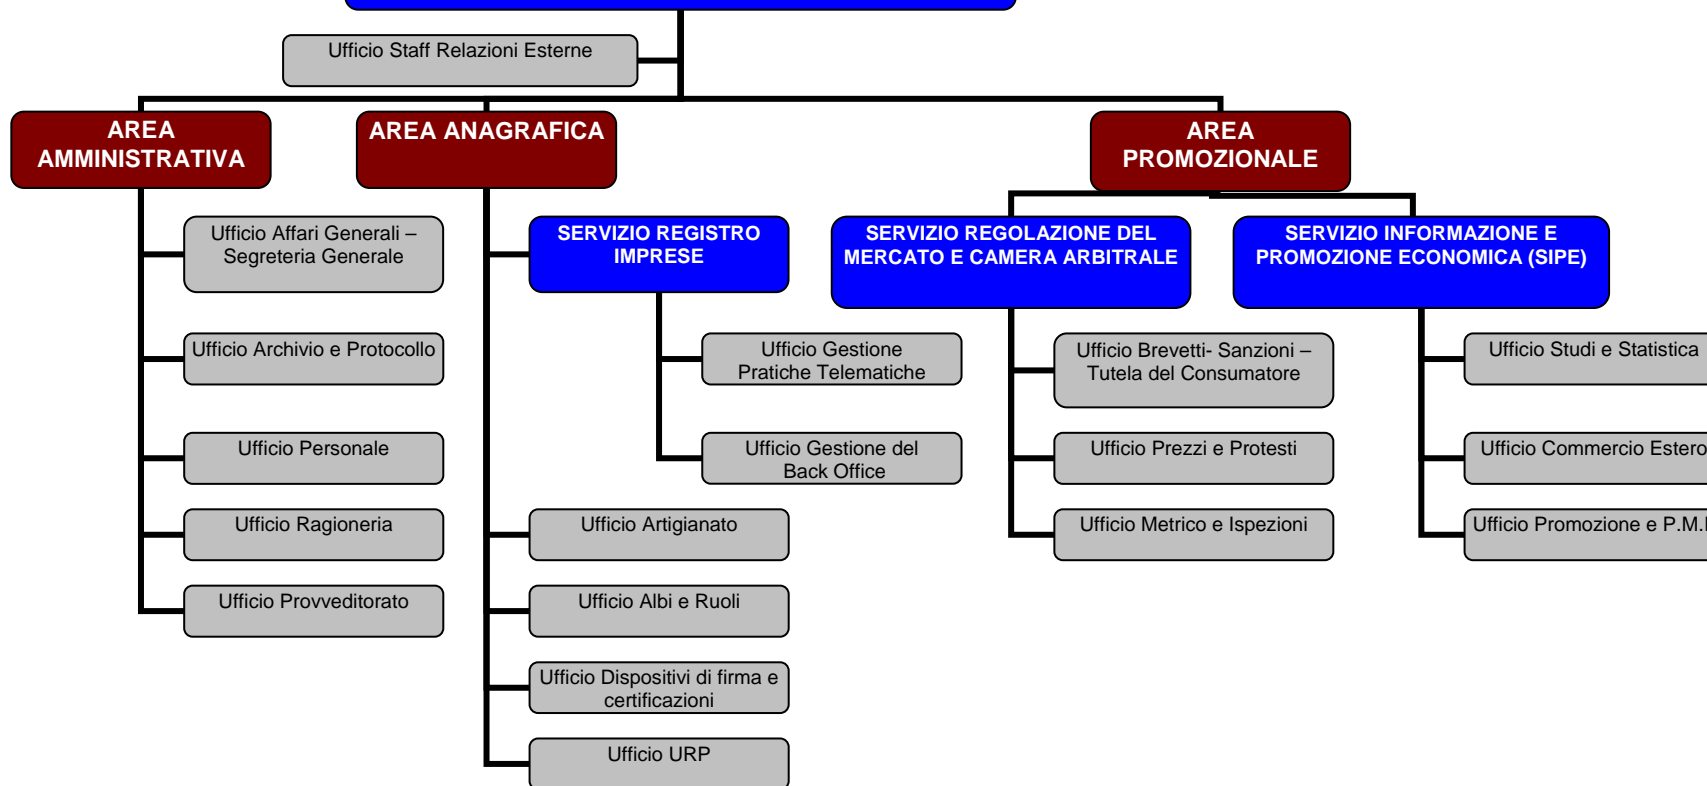 Ufficio Staff Relazioni Esterne
AREA
AMMINISTRATIVA
AREA ANAGRAFICA
AREA
PROMOZIONALE
Ufficio Affari Generali –
Segreteria Generale
SERVIZIO REGISTRO
IMPRESE
SERVIZIO REGOLAZIONE DEL
MERCATO E CAMERA ARBITRALE
SERVIZIO INFORMAZIONE E
PROMOZIONE ECONOMICA (SIPE)
Ufficio Archivio e Protocollo
Ufficio Gestione
Pratiche Telematiche
Ufficio Brevetti- Sanzioni –
Tutela del Consumatore
Ufficio Studi e Statistica
Ufficio Personale
Ufficio Gestione del
Back Office
Ufficio Prezzi e Protesti
Ufficio Commercio Estero
Ufficio Ragioneria
Ufficio Artigianato
Ufficio Metrico e Ispezioni
Ufficio Promozione e
Ufficio Provveditorato
Ufficio Albi e Ruoli
Ufficio Dispositivi di firma e
certificazioni
Ufficio URP